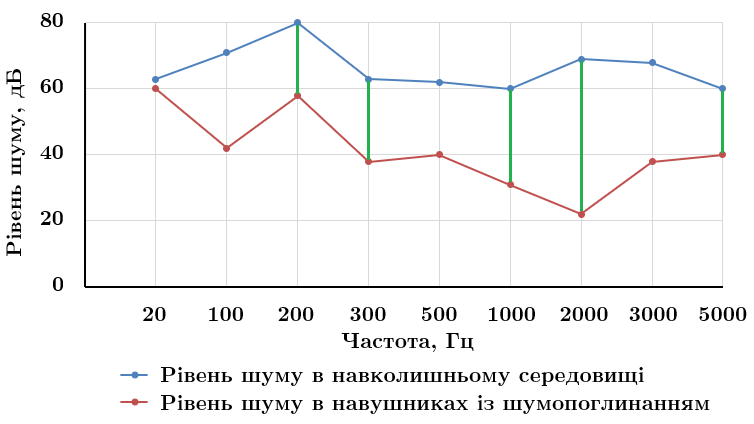 80
60
40
20
0
Рівень шуму, дБ
20 100 200 300 500 1000 2000 3000 5000
Частота, Гц
Рівень шуму в навколишньому середовищі
Рівень шуму в навушниках із шумопоглинанням